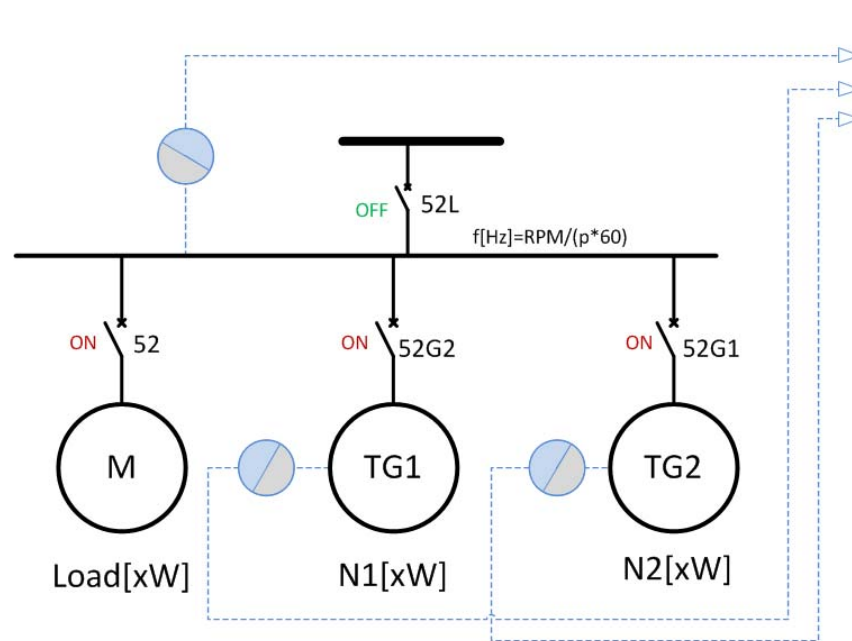 52L
OFF
f[Hz]=RPM/(p*60)
ON
52
ON
52G2
ON
52G1
M
TG1
TG2
Load[xW]
N1[xW]
N2[xW]